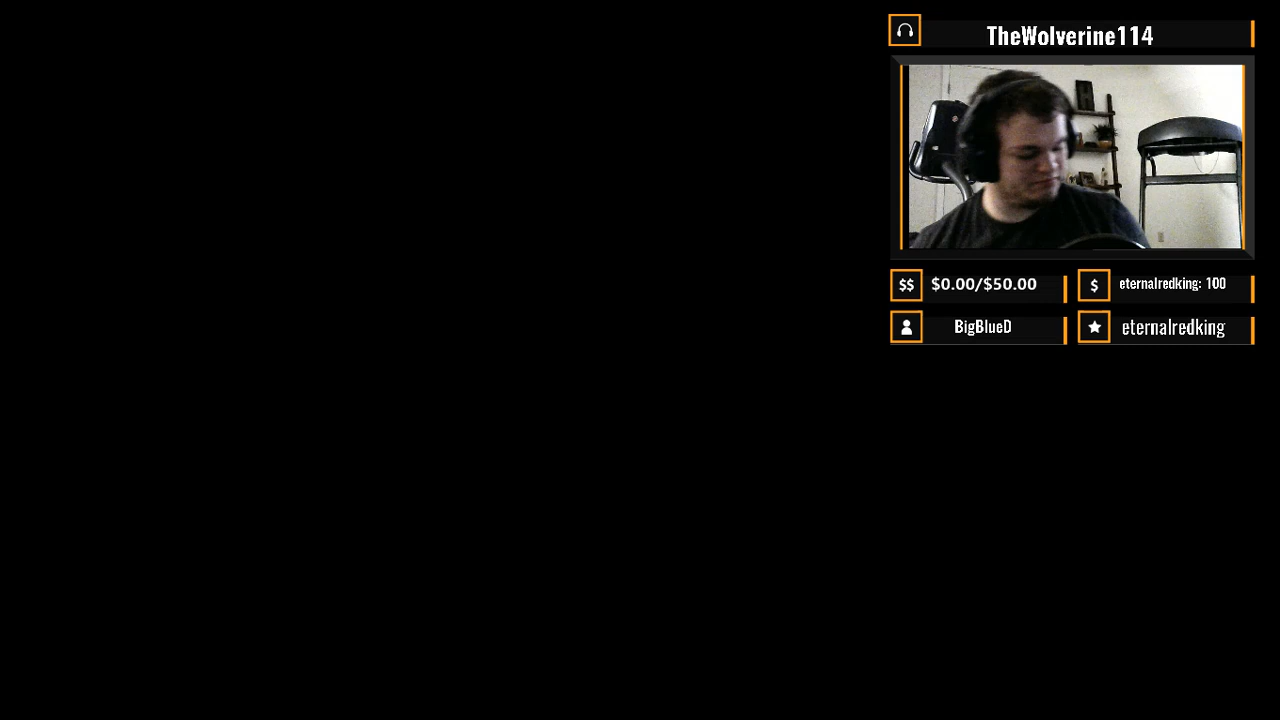 TheWolverine114
$$ $0.00/$50.00
$ eternalredking: 100
BigBlueD
eternalredking